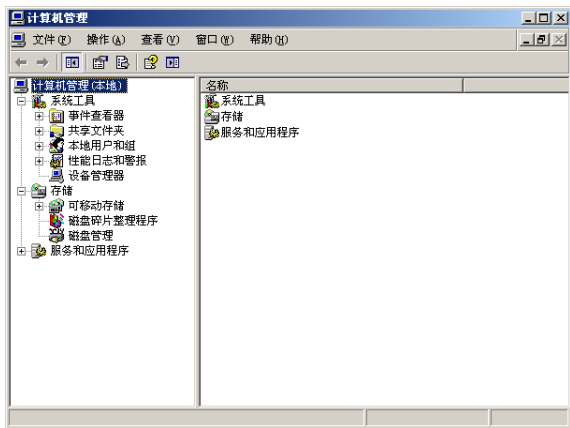 计算机管理
文件(F) 操作(A) 查看(V) 窗口(W) 帮助(H)
计算机管理(本地)
系统工具
事件查看器
共享文件夹
本地用户和组
性能日志和警报
设备管理器
存储
可移动存储
磁盘碎片整理程序
磁盘管理
服务和应用程序
名称
系统工具
存储
服务和应用程序